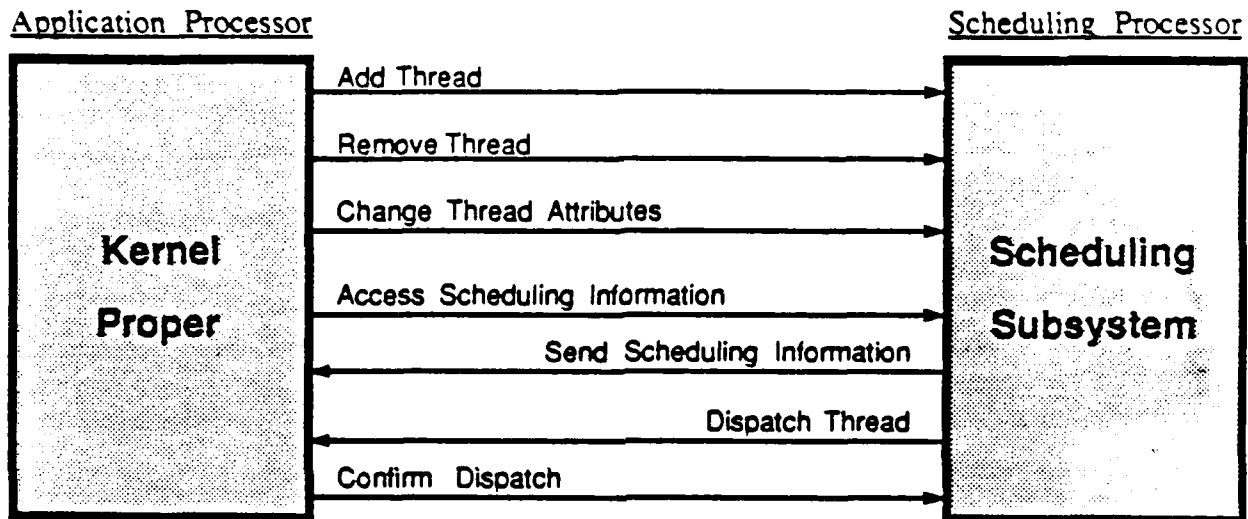 Application Processor
Scheduling Processor
Add Thread
Remove Thread
Change Thread Attributes
Kernel
Proper
Scheduling
Subsystem
Access Scheduling Information
Send Scheduling Information
Dispatch Thread
Confirm Dispatch